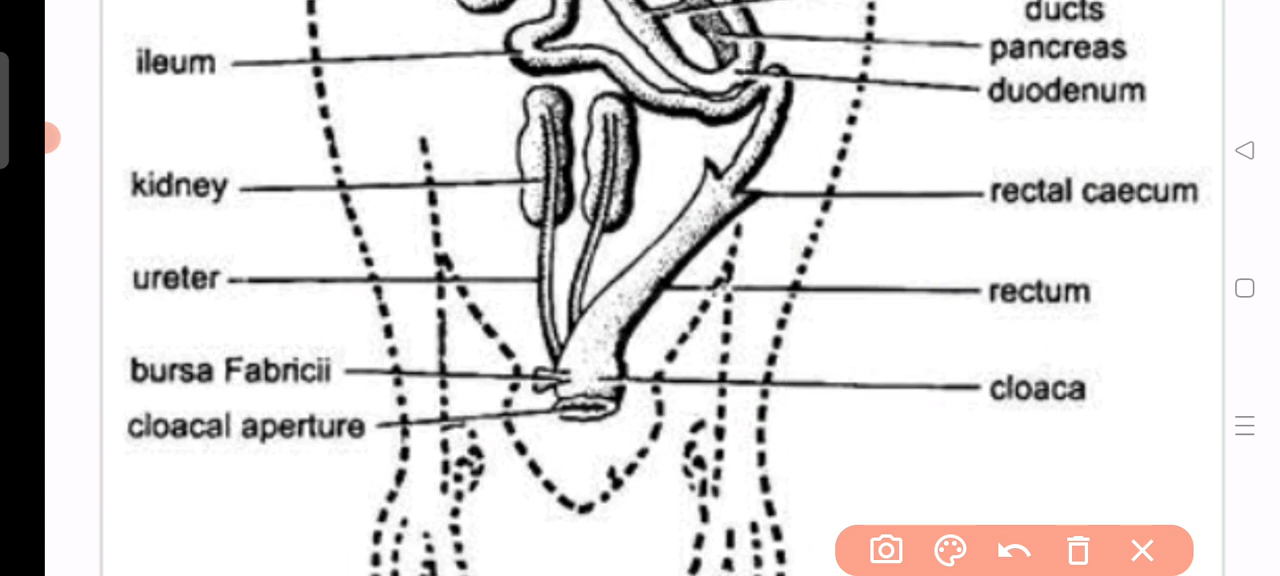 ducts
ileum
pancreas
duodenum
kidney
rectal caecum
ureter
rectum
bursa Fabricii
cloaca
cloacal aperture